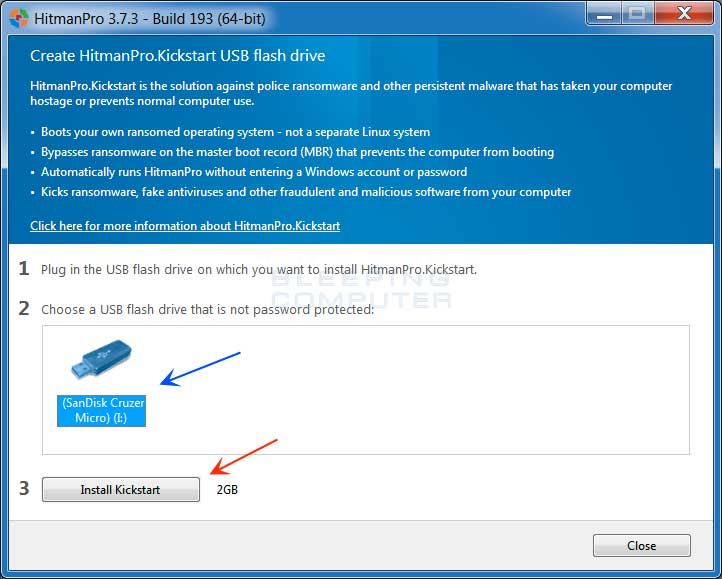 HitmanPro 3.7.3 - Build 193 (64-bit)
Create HitmanPro.Kickstart USB flash drive
HitmanPro.Kickstart is the solution against police ransomware and other persistent malware that has taken your computer
hostage or prevents normal computer use.
• Boots your own ransomed operating system - not a separate Linux system
• Bypasses ransomware on the master boot record (MBR) that prevents the computer from booting
• Automatically runs HitmanPro without entering a Windows account or password
• Kicks ransomware, fake antiviruses and other fraudulent and malicious software from your computer
Click here for more information about HitmanPro.Kickstart
1 Plug in the USB flash drive on which you want to install HitmanPro.Kickstart.
BLEEPING
COMPUTER
2 Choose a USB flash drive that is not password protected:
(SanDisk Cruzer
Micro) (I:)
3 Install Kickstart 2GB
Close